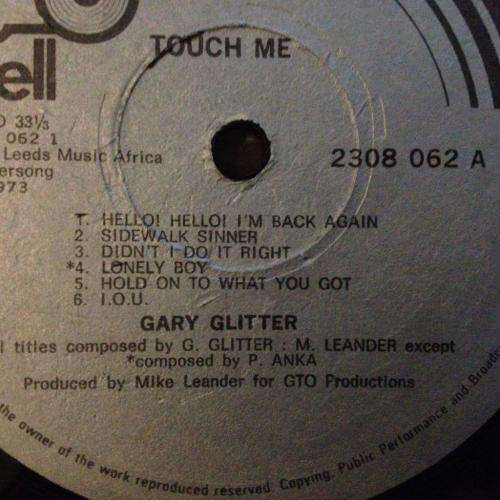 ell
TOUCH ME
33⅓
062 1
Leeds Music Africa
ersong
973
2308 062 A
1. HELLO! HELLO! I'M BACK AGAIN
2. SIDEWALK SINNER
3. DIDN'T I DO IT RIGHT
*4. LONELY BOY
5. HOLD ON TO WHAT YOU GOT
6. I.O.U.
GARY GLITTER
l titles composed by G. GLITTER : M. LEANDER except
*composed by P. ANKA
Produced by Mike Leander for GTO Productions
the owner of the work reproduced reserved. Copying, Public Performance and Broadc